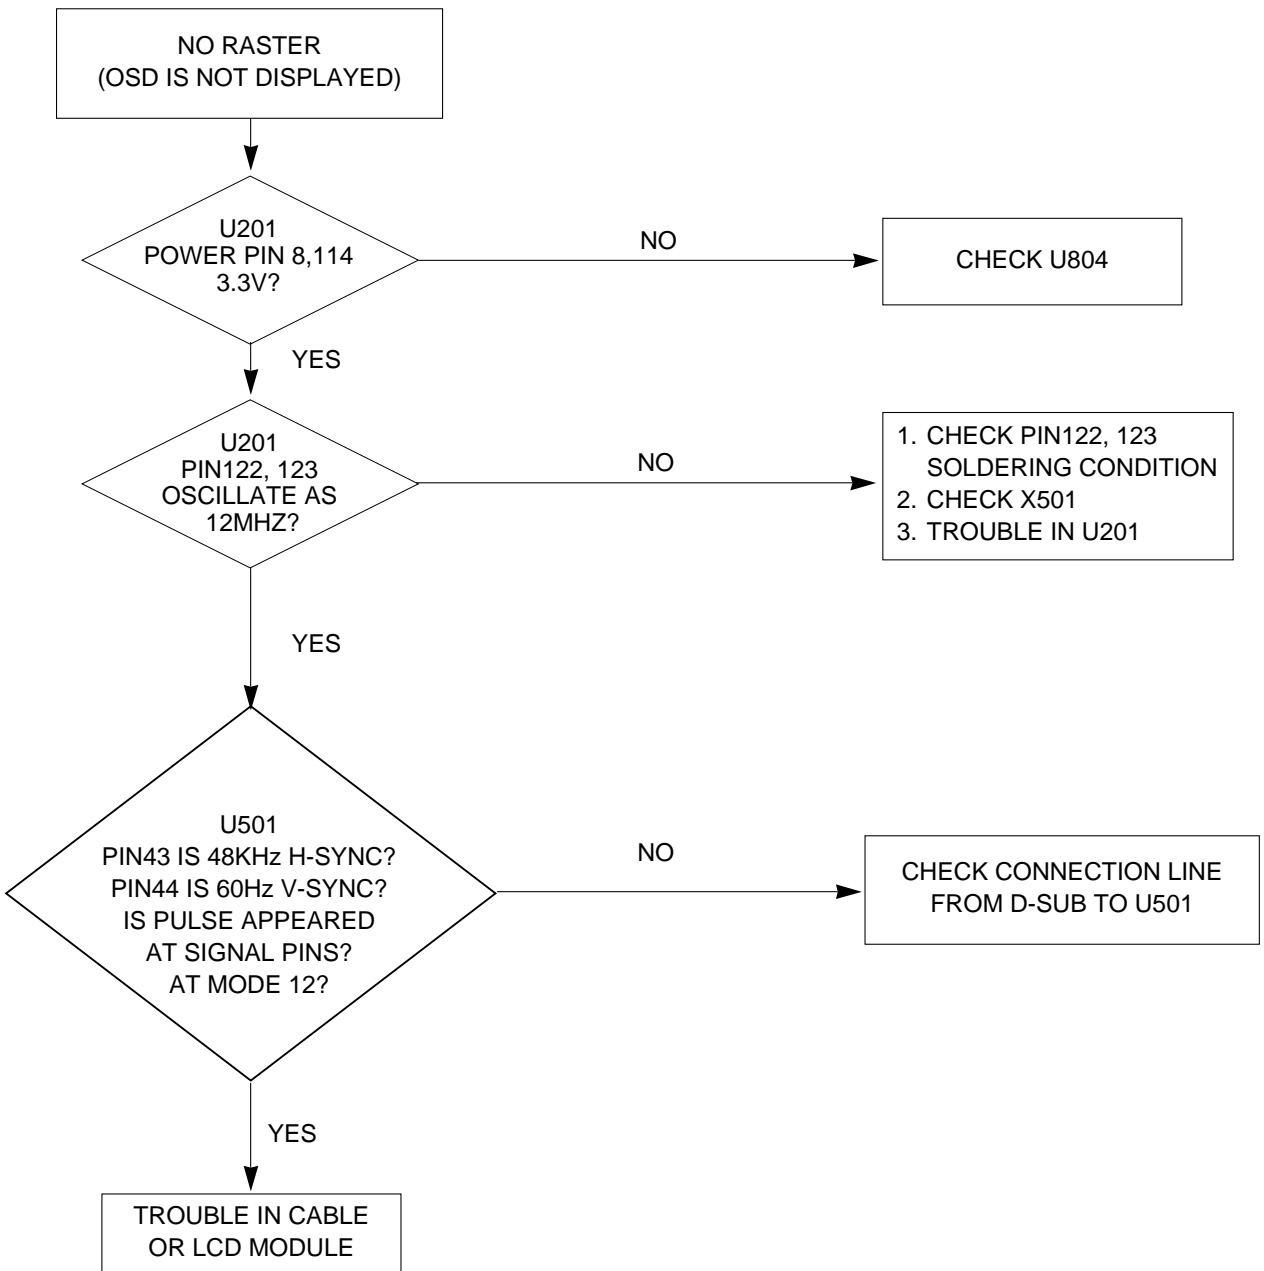 NO RASTER
(OSD IS NOT DISPLAYED)
U201
POWER PIN 8,114
3.3V?
NO
CHECK U804
YES
U201
PIN122, 123
OSCILLATE AS
12MHZ?
NO
1. CHECK PIN122, 123
SOLDERING CONDITION
2. CHECK X501
3. TROUBLE IN U201
YES
U501
PIN43 IS 48KHz H-SYNC?
PIN44 IS 60Hz V-SYNC?
IS PULSE APPEARED
AT SIGNAL PINS?
AT MODE 12?
NO
CHECK CONNECTION LINE
FROM D-SUB TO U501
YES
TROUBLE IN CABLE
OR LCD MODULE